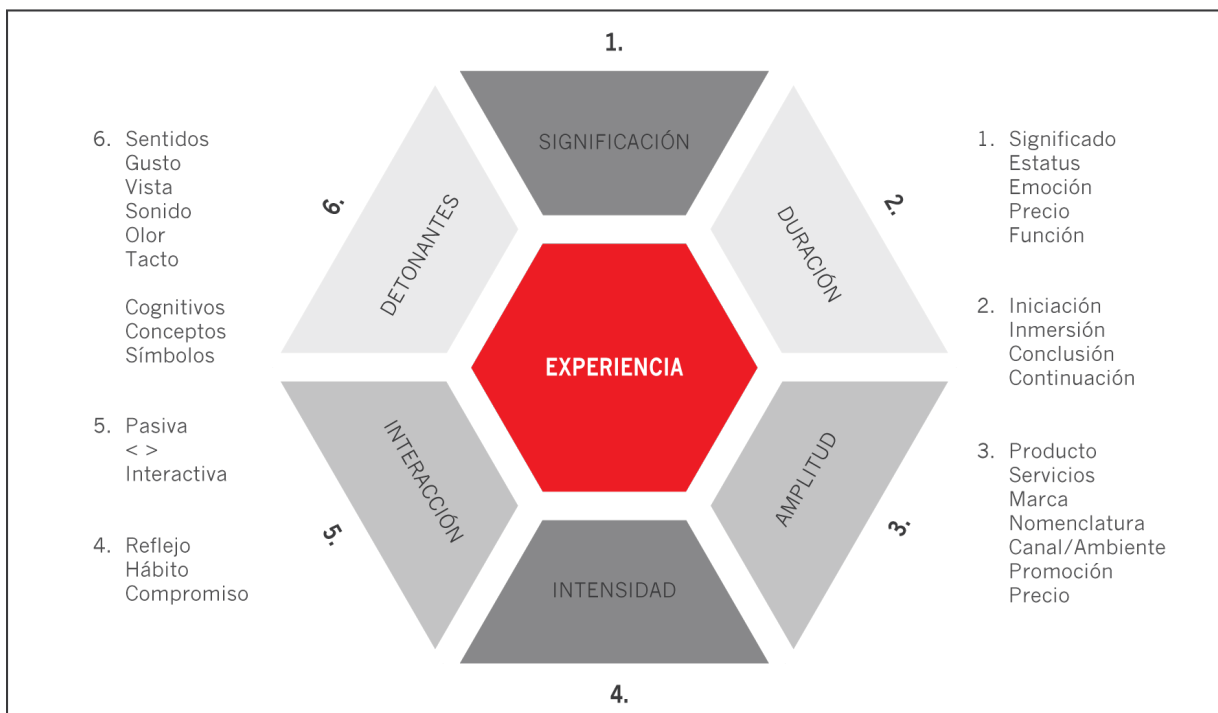 1.
SIGNIFICACIÓN
2.
DURACIÓN
3.
AMPLITUD
4.
INTENSIDAD
5.
INTERACCIÓN
6.
DETONANTES
EXPERIENCIA
1. Significado
Estatus
Emoción
Precio
Función
2. Iniciación
Inmersión
Conclusión
Continuación
3. Producto
Servicios
Marca
Nomenclatura
Canal/Ambiente
Promoción
Precio
4. Reflejo
Hábito
Compromiso
5. Pasiva
< >
Interactiva
6. Sentidos
Gusto
Vista
Sonido
Olor
Tacto
Cognitivos
Conceptos
Símbolos